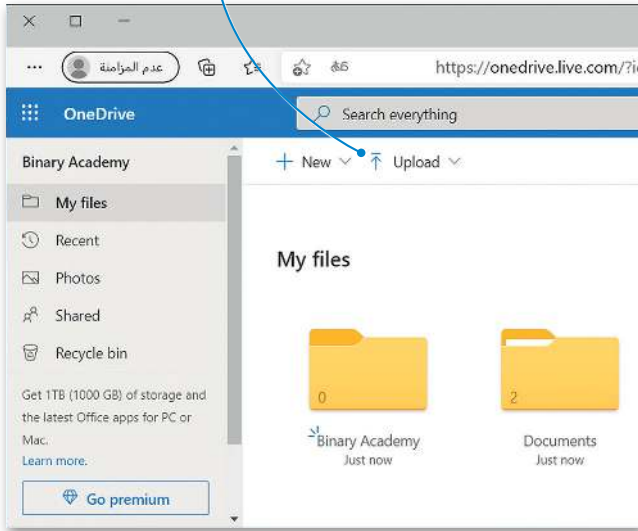 عدم المزامنة
https://onedrive.live.com/?i
OneDrive
Search everything
Binary Academy
New
Upload
My files
Recent
Photos
Shared
Recycle bin
Get 1TB (1000 GB) of storage and
the latest Office apps for PC or
Mac.
Learn more.
Go premium
My files
0
2
Binary Academy
Documents
Just now
Just now